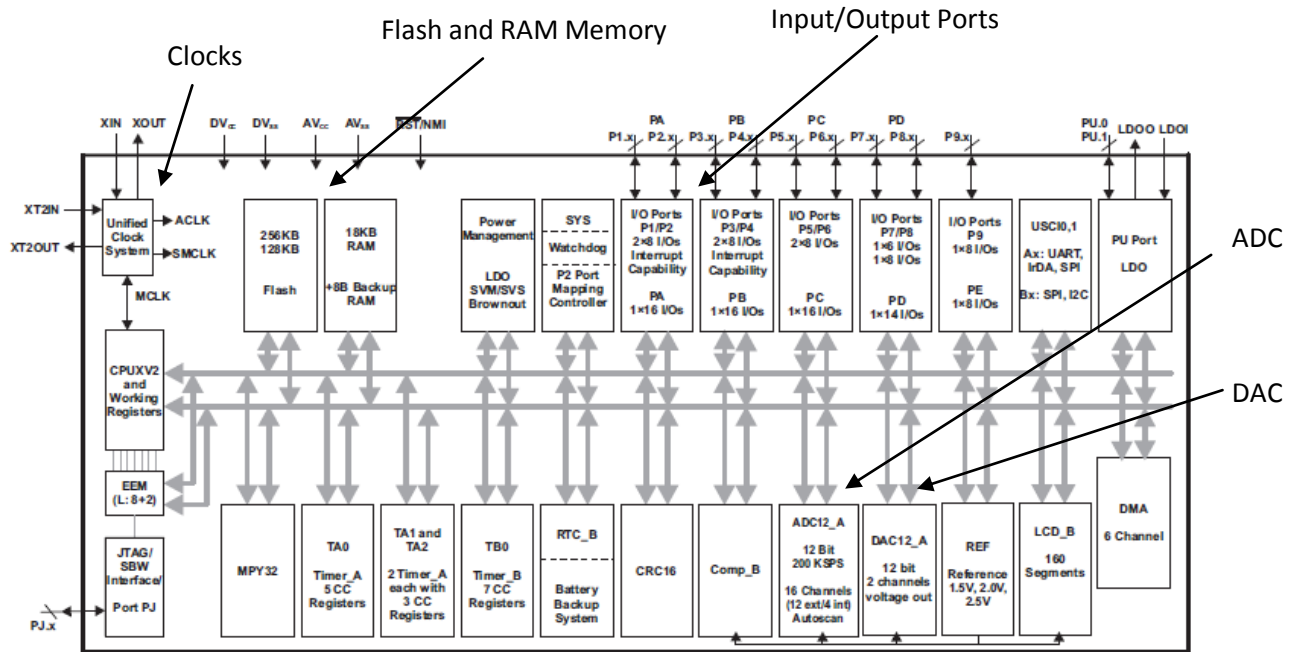 Input/Output Ports
Flash and RAM Memory
Clocks
ADC
DAC
XIN
XOUT
DVcc
DVss
AVcc
AVss
RST/NMI
PA
P1.x
P2.x
PB
P3.x
P4.x
PC
P5.x
P6.x
PD
P7.x
P8.x
P9.x
PU.0
PU.1
LDOO
LDOI
XT2IN
XT2OUT
Unified
Clock
System
ACLK
SMCLK
MCLK
256KB
128KB
Flash
18KB
RAM
+8B Backup
RAM
Power
Management
LDO
SVM/SVS
Brownout
SYS
Watchdog
P2 Port
Mapping
Controller
I/O Ports
P1/P2
2×8 I/Os
Interrupt
Capability
PA
1×16 I/Os
I/O Ports
P3/P4
2×8 I/Os
Interrupt
Capability
PB
1×16 I/Os
I/O Ports
P5/P6
2×8 I/Os
PC
1×16 I/Os
I/O Ports
P7/P8
1×6 I/Os
1×8 I/Os
PD
1×14 I/Os
I/O Ports
P9
1×8 I/Os
PE
1×8 I/Os
USCI0,1
Ax: UART,
IrDA, SPI
Bx: SPI, I2C
PU Port
LDO
CPUXV2
and
Working
Registers
EEM
(L: 8+2)
JTAG/
SBW
Interface/
Port PJ
PJ.x
MPY32
TA0
Timer_A
5 CC
Registers
TA1 and
TA2
2 Timer_A
each with
3 CC
Registers
TB0
Timer_B
7 CC
Registers
RTC_B
Battery
Backup
System
CRC16
Comp_B
ADC12_A
12 Bit
200 KSPS
16 Channels
(12 ext/4 int)
Autoscan
DAC12_A
12 bit
2 channels
voltage out
REF
Reference
1.5V, 2.0V,
2.5V
LCD_B
160
Segments
DMA
6 Channel